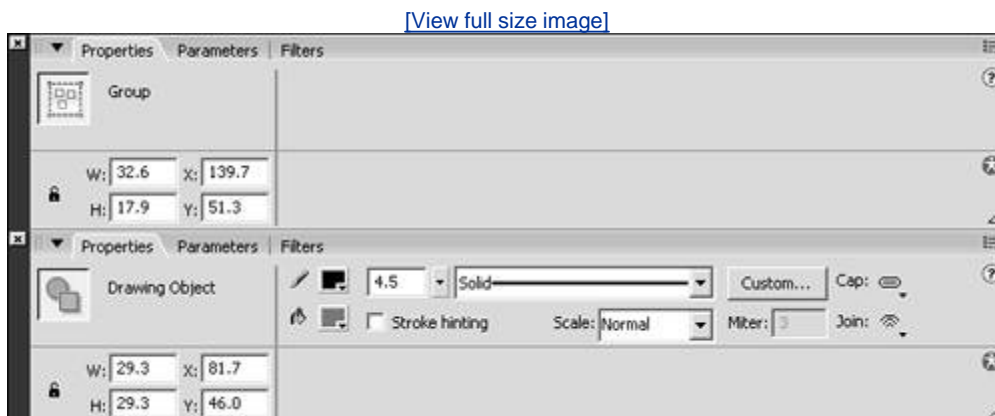 [View full size image]
Properties Parameters Filters
Group
W: 32.6 X: 139.7
H: 17.9 Y: 51.3
Properties Parameters Filters
Drawing Object 4.5 Solid Custom... Cap:
Stroke hinting Scale: Normal Miter: 3 Join:
W: 29.3 X: 81.7
H: 29.3 Y: 46.0